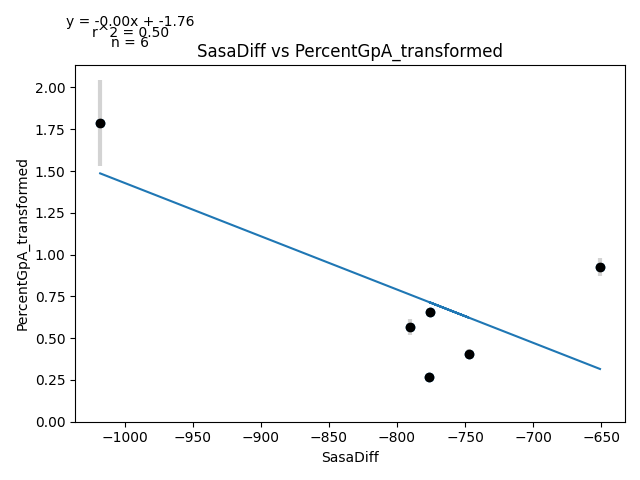 y = -0.00x + -1.76
r^2 = 0.50
n = 6
SasaDiff vs PercentGpA_transformed
PercentGpA_transformed
2.00
1.75
1.50
1.25
1.00
0.75
0.50
0.25
0.00
−1000 −950 −900 −850 −800 −750 −700 −650
SasaDiff